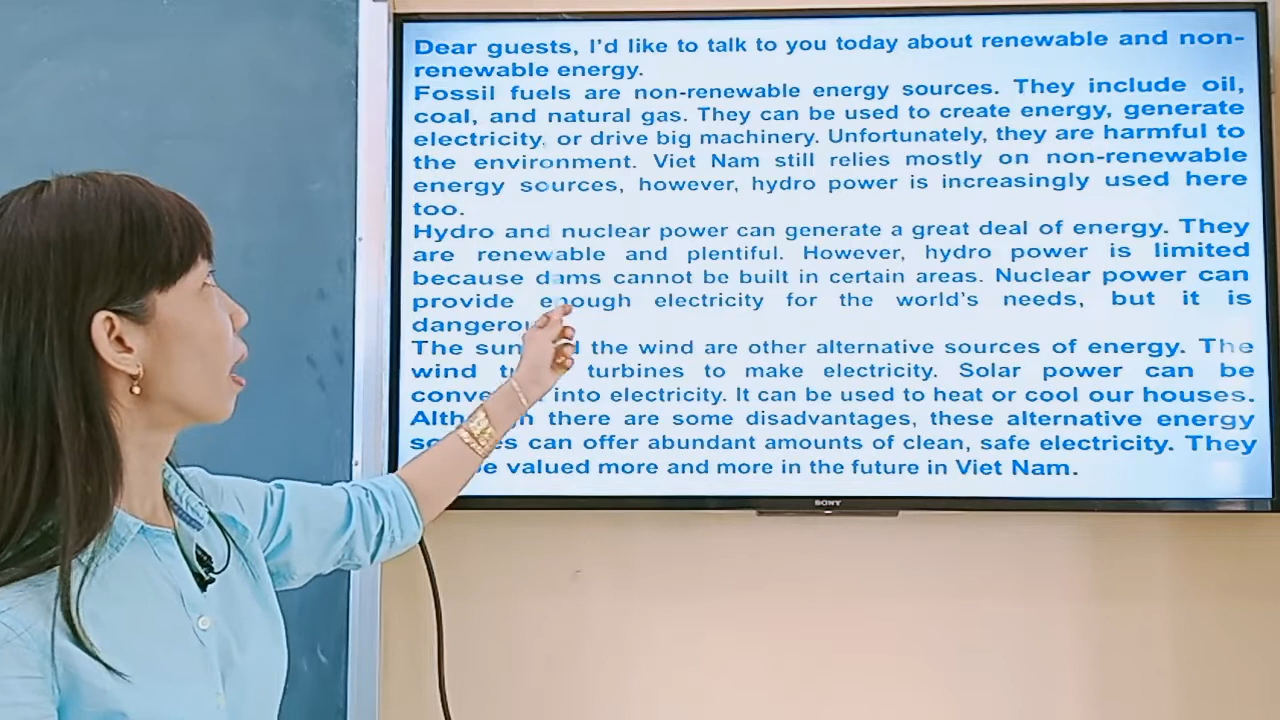 Dear guests, I'd like to talk to you today about renewable and non-
renewable energy.
Fossil fuels are non-renewable energy sources. They include oil,
coal, and natural gas. They can be used to create energy, generate
electricity, or drive big machinery. Unfortunately, they are harmful to
the environment. Viet Nam still relies mostly on non-renewable
energy sources, however, hydro power is increasingly used here
too.
Hydro and nuclear power can generate a great deal of energy. They
are renewable and plentiful. However, hydro power is limited
because dams cannot be built in certain areas. Nuclear power can
provide enough electricity for the world's needs, but it is
The sun the wind are other alternative sources of energy. The
wind turbines to make electricity. Solar power can be
into electricity. It can be used to heat or cool our houses.
there are some disadvantages, these alternative energy
can offer abundant amounts of clean, safe electricity. They
valued more and more in the future in Viet Nam.
SONY